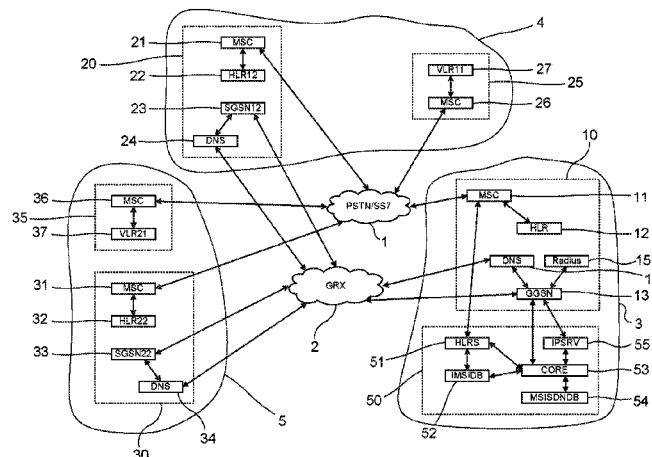 4
21
MSC
20
22
HLR12
23
SGSN12
24
DNS
VLR11
27
25
MSC
26
36
MSC
35
37
VLR21
31
MSC
32
HLR22
33
SGSN22
DNS
34
30
5
PSTN/SS7
1
GRX
2
10
MSC
11
HLR
12
DNS
Radius
15
1
GGSN
13
3
51
HLRS
IPSRV
55
50
CORE
53
IMSIDB
52
MSISDNDB
54